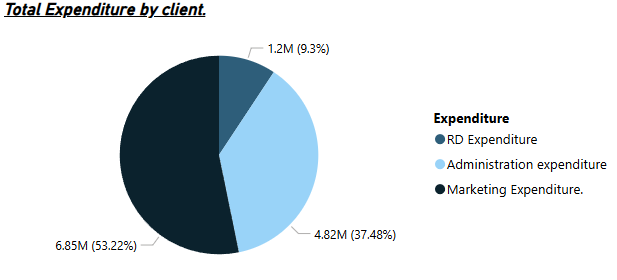 Total Expenditure by client.
1.2M (9.3%)
Expenditure
RD Expenditure
Administration expenditure
Marketing Expenditure.
4.82M (37.48%)
6.85M (53.22%)